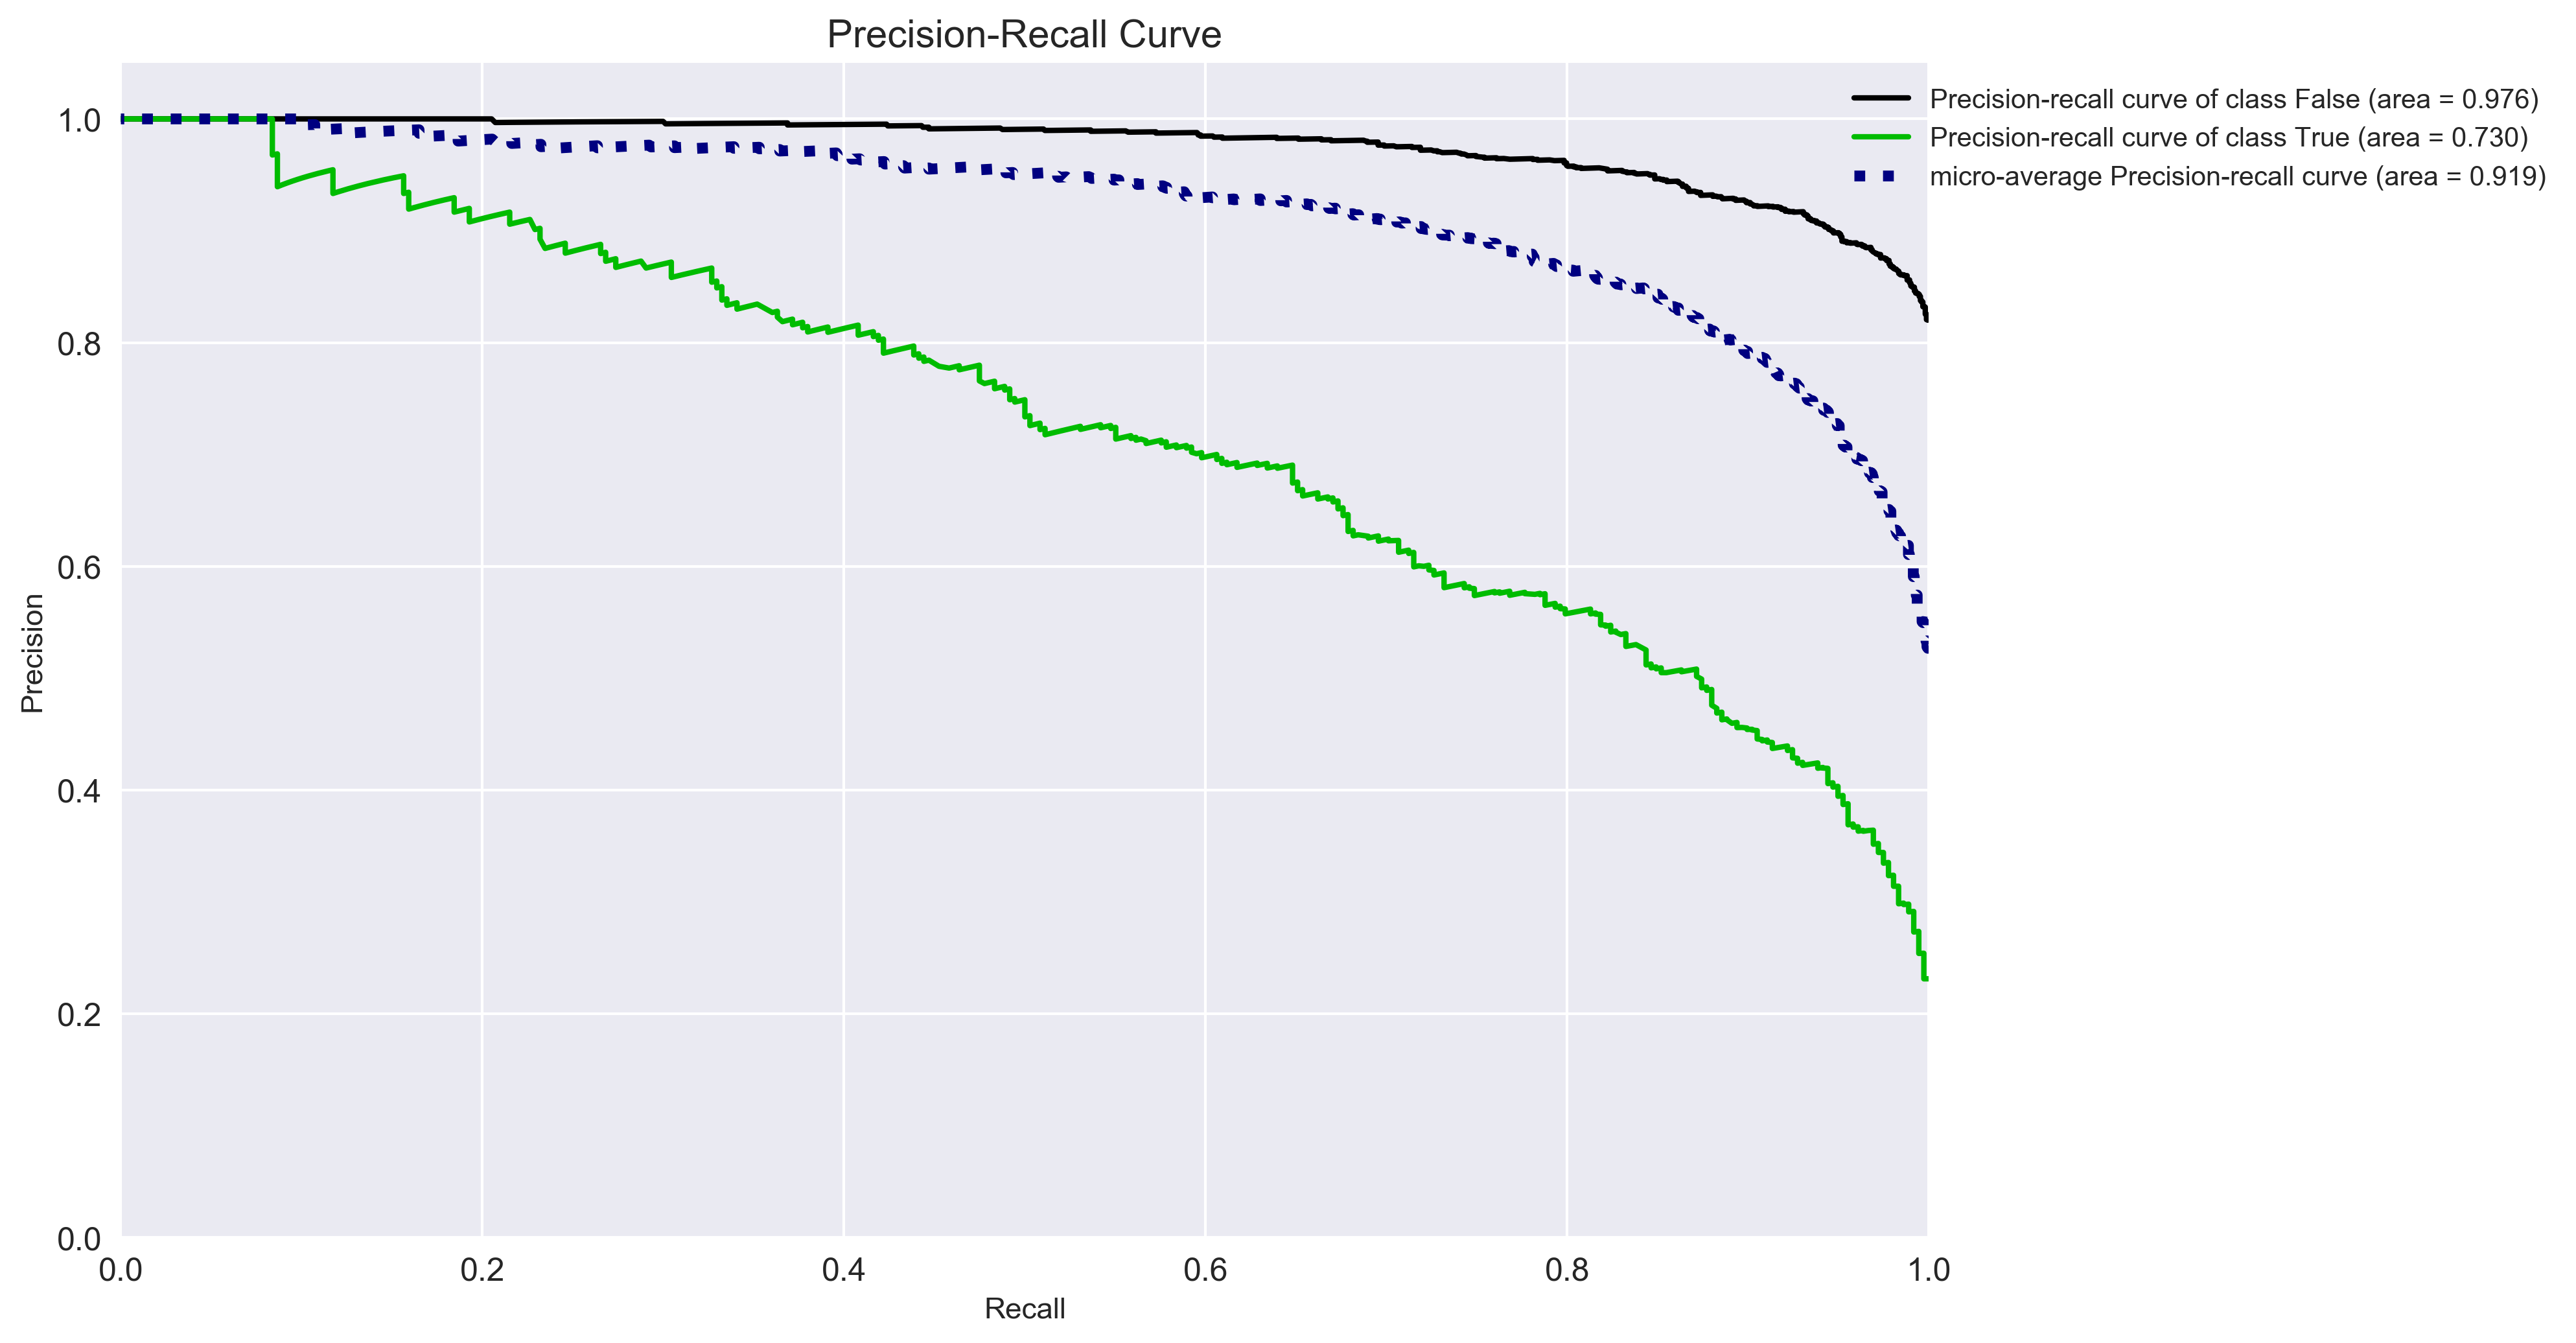 Precision-Recall Curve
Precision-recall curve of class False (area = 0.976)
Precision-recall curve of class True (area = 0.730)
micro-average Precision-recall curve (area = 0.919)
1.0
0.8
0.6
0.4
0.2
0.0
Precision
0.0 0.2 0.4 0.6 0.8 1.0
Recall